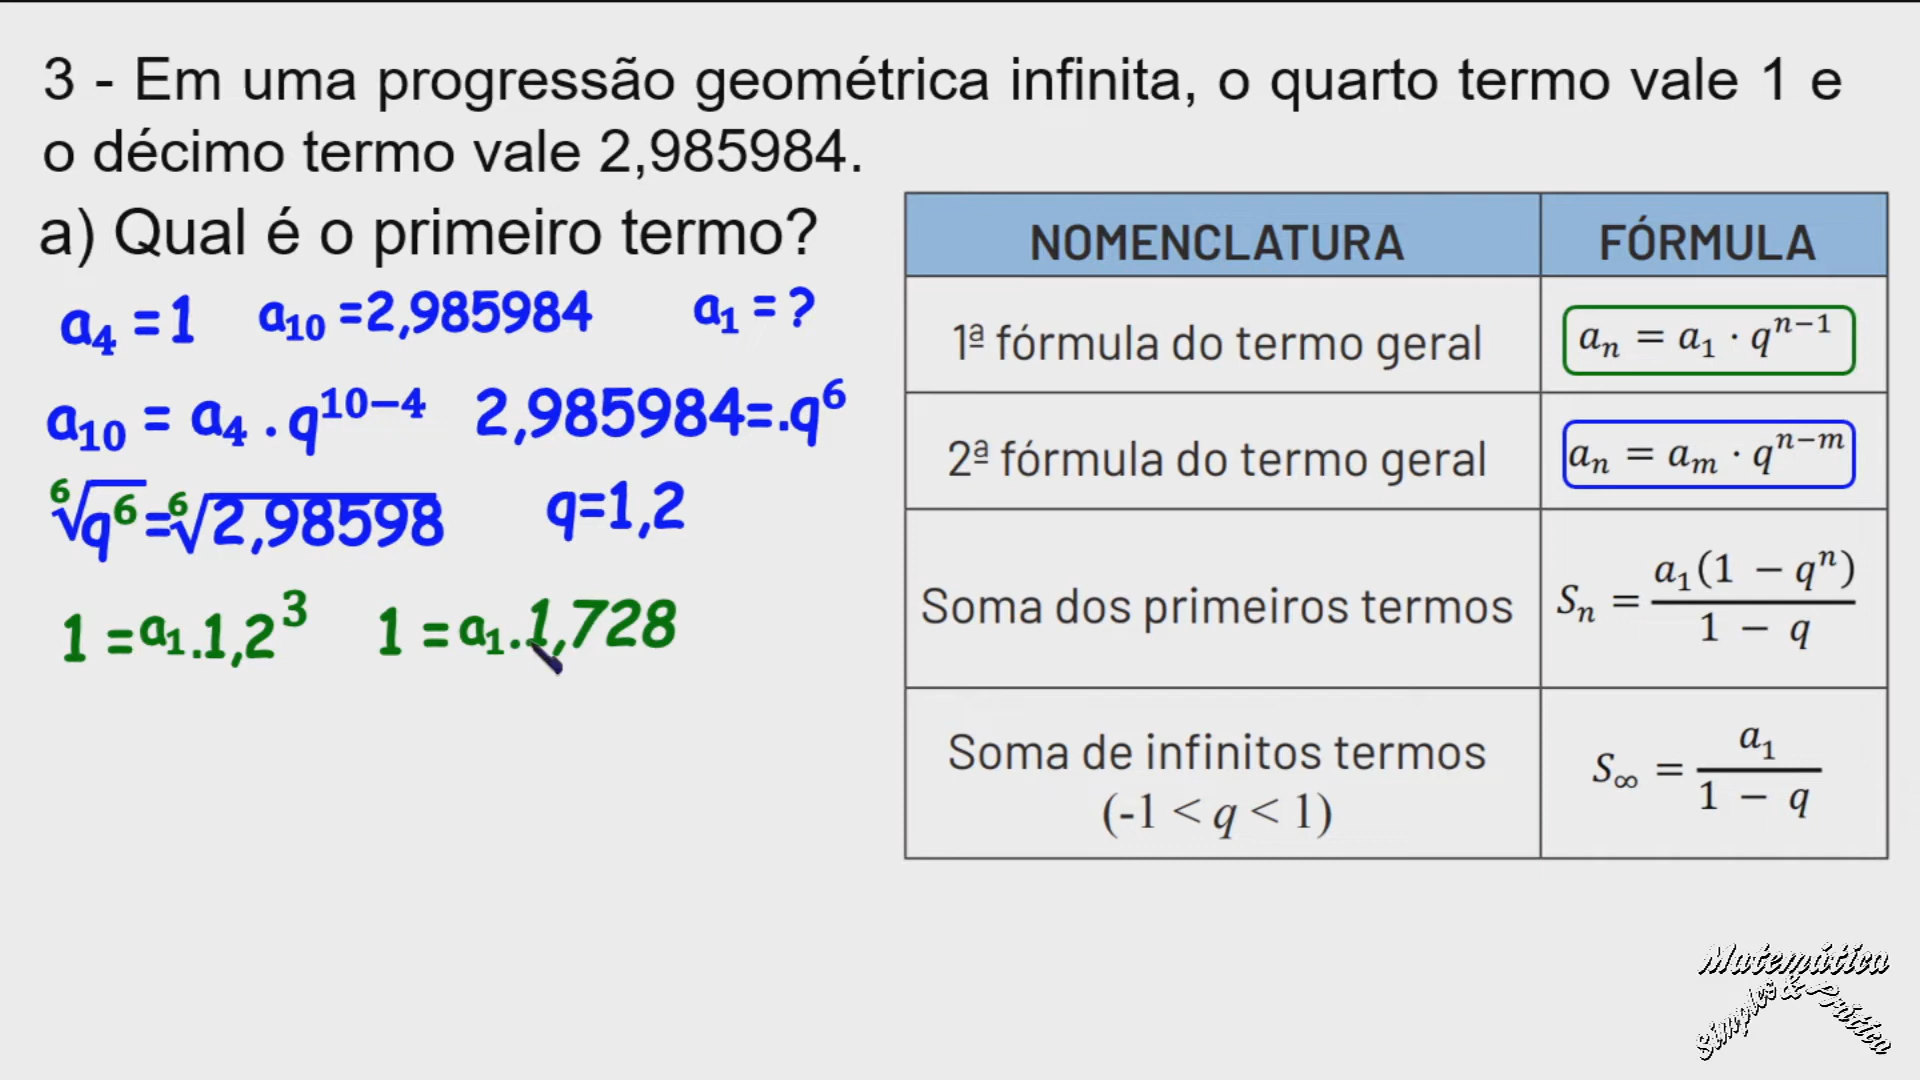 3 - Em uma progressão geométrica infinita, o quarto termo vale 1 e
o décimo termo vale 2,985984.
a) Qual é o primeiro termo?
a₄ = 1 a₁₀ = 2,985984 a₁ = ?
a₁₀ = a₄ . q¹⁰⁻⁴ 2,985984=.q⁶
⁶√q⁶ = ⁶√2,98598 q=1,2
1 = a₁.1,2³ 1 = a₁.1,728
NOMENCLATURA FÓRMULA
1ª fórmula do termo geral aₙ = a₁ · qⁿ⁻¹
2ª fórmula do termo geral aₙ = aₘ · qⁿ⁻ᵐ
Soma dos primeiros termos Sₙ = a₁(1 − qⁿ) / 1 − q
Soma de infinitos termos S∞ = a₁ / 1 − q
(-1 < q < 1)
Matemática
Simples & Prática